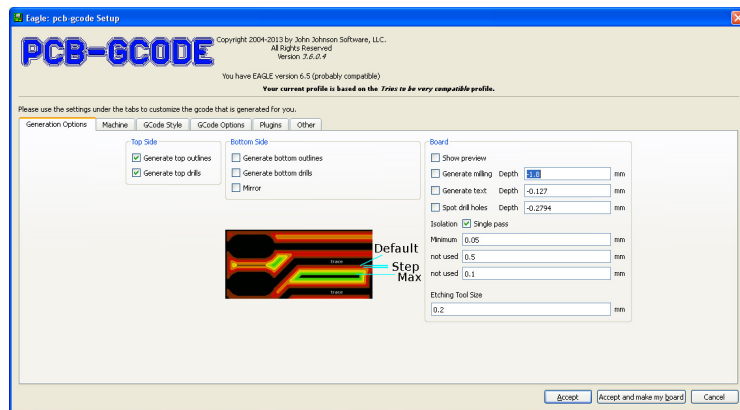 Eagle: pcb-gcode Setup
PCB-GCODE
Copyright 2004-2013 by John Johnson Software, LLC.
All Rights Reserved
Version 3.6.0.4
You have EAGLE version 6.5 (probably compatible)
Your current profile is based on the Tries to be very compatible profile.
Please use the settings under the tabs to customize the gcode that is generated for you.
Generation Options Machine GCode Style GCode Options Plugins Other
Top Side
Generate top outlines
Generate top drills
Bottom Side
Generate bottom outlines
Generate bottom drills
Mirror
Default
Step
Max
trace
trace
Board
Show preview
Generate milling Depth -1.8 mm
Generate text Depth -0.127 mm
Spot drill holes Depth -0.2794 mm
Isolation Single pass
Minimum 0.05 mm
not used 0.5 mm
not used 0.1 mm
Etching Tool Size
0.2 mm
Accept Accept and make my board Cancel